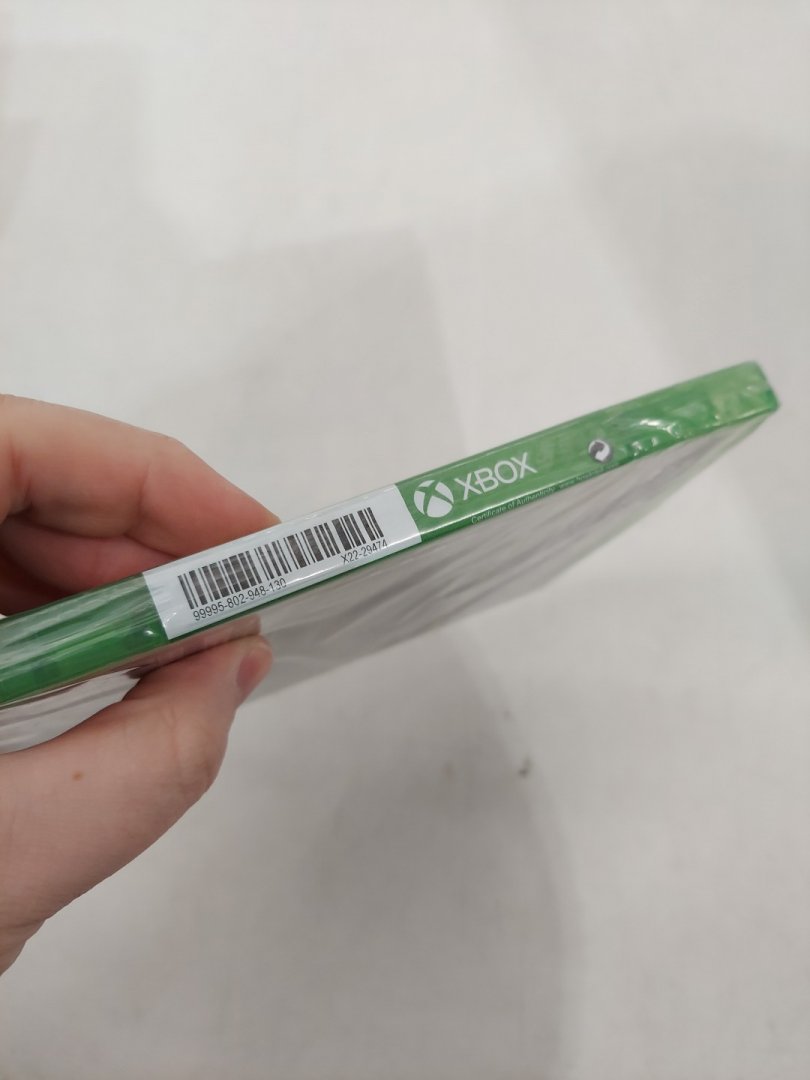 XBOX
Certificate of Authenticity
X22-29474
99995-802-948-130